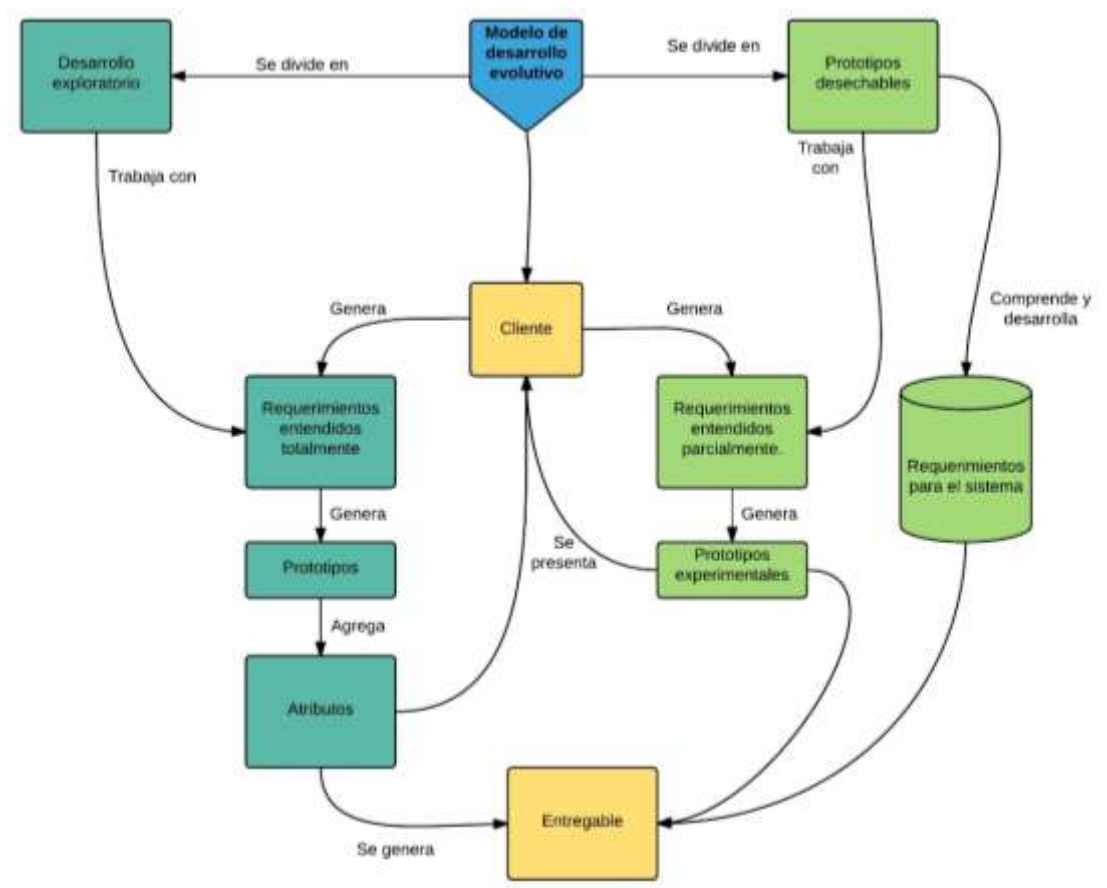 Modelo de
desarrollo
evolutivo
Se divide en
Se divide en
Desarrollo
exploratorio
Prototipos
desechables
Trabaja con
Trabaja
con
Comprende y
desarrolla
Genera
Cliente
Genera
Requerimientos
entendidos
totalmente
Requerimientos
entendidos
parcialmente.
Requerimientos
para el sistema
Genera
Genera
Prototipos
Se
presenta
Prototipos
experimentales
Agrega
Atributos
Entregable
Se genera